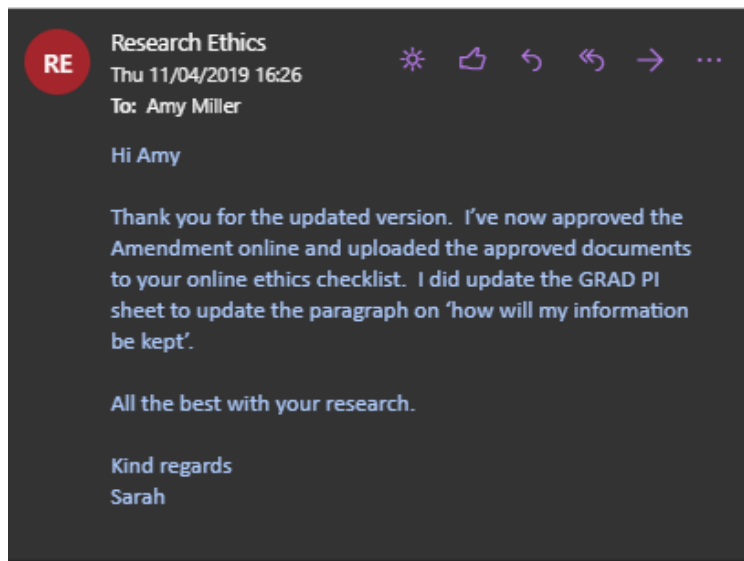 RE
Research Ethics
Thu 11/04/2019 16:26
To: Amy Miller
Hi Amy
Thank you for the updated version.  I've now approved the
Amendment online and uploaded the approved documents
to your online ethics checklist.  I did update the GRAD PI
sheet to update the paragraph on ‘how will my information
be kept’.
All the best with your research.
Kind regards
Sarah